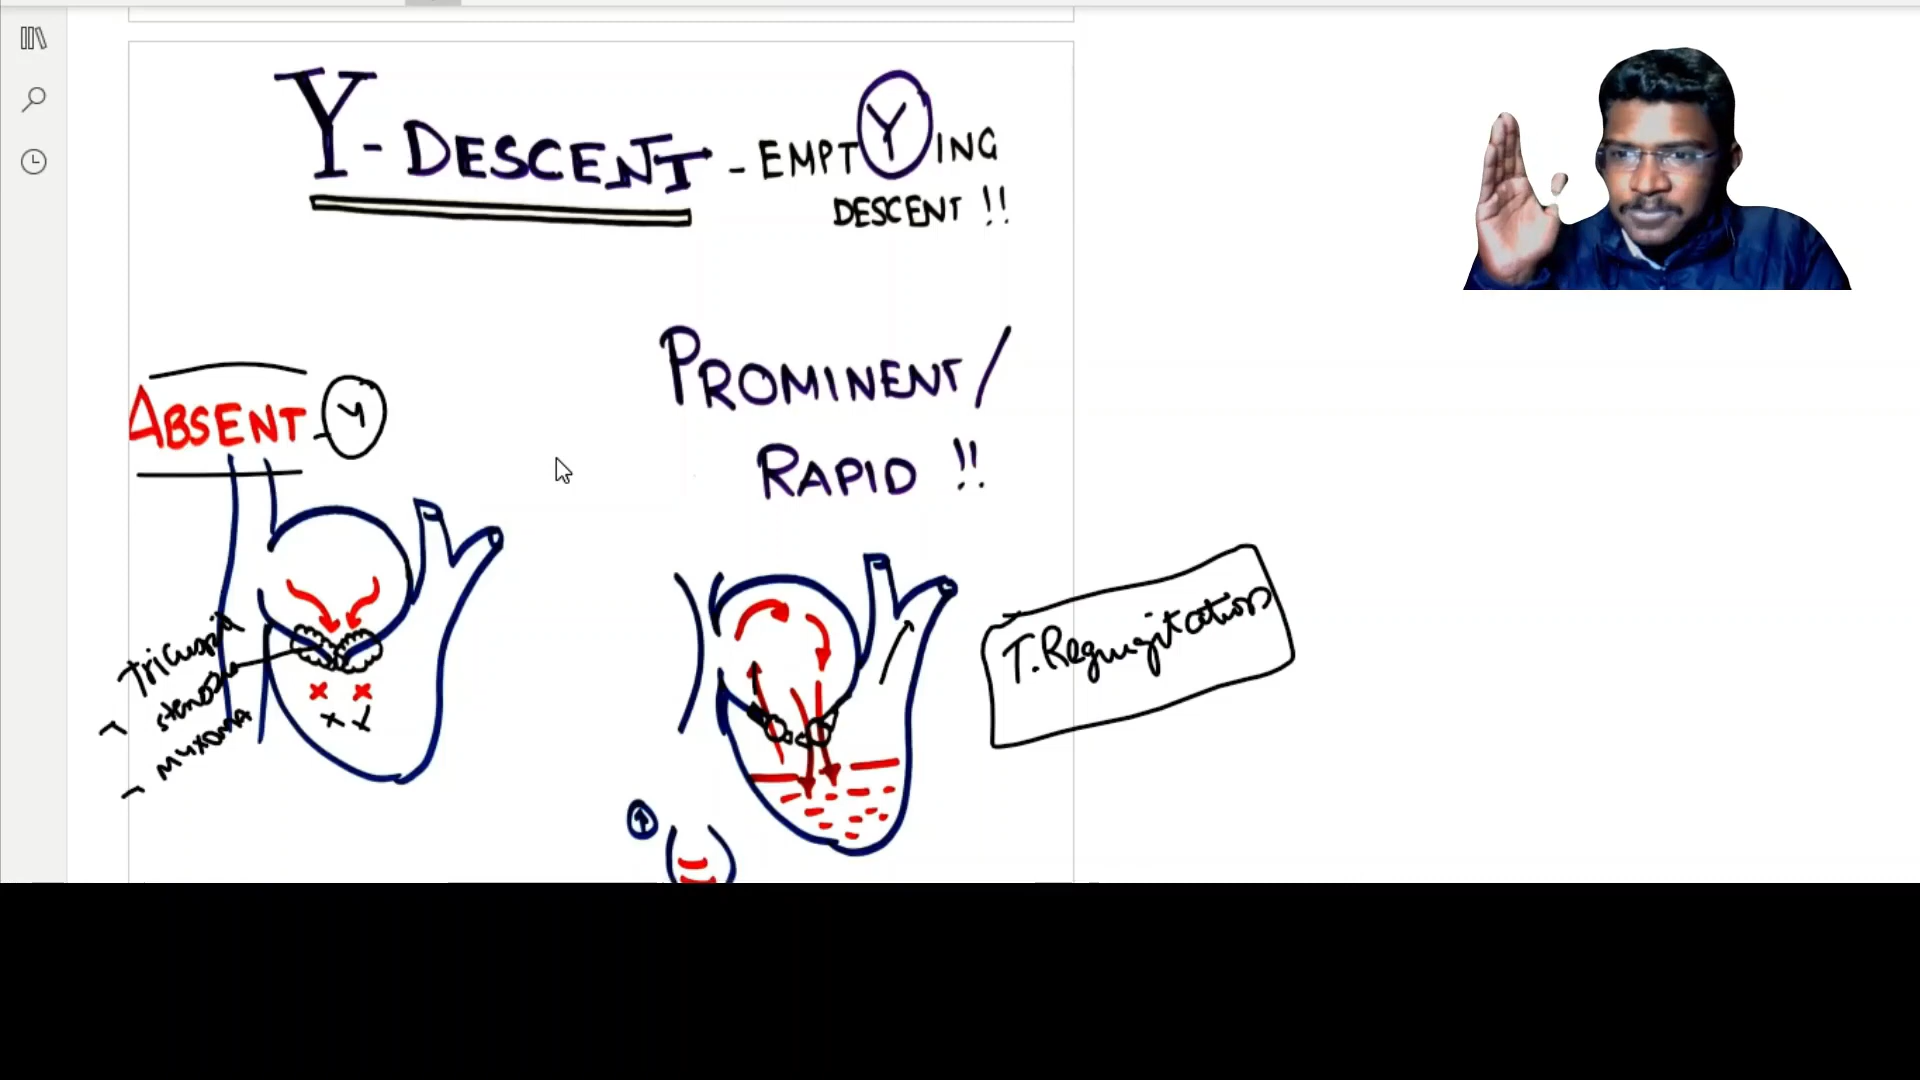 Y-DESCENT - EMPTYING
DESCENT !!
PROMINENT/
RAPID !!
ABSENT - Y
Tricuspid
stenosis
- myxoma
x x
T. Regurgitation